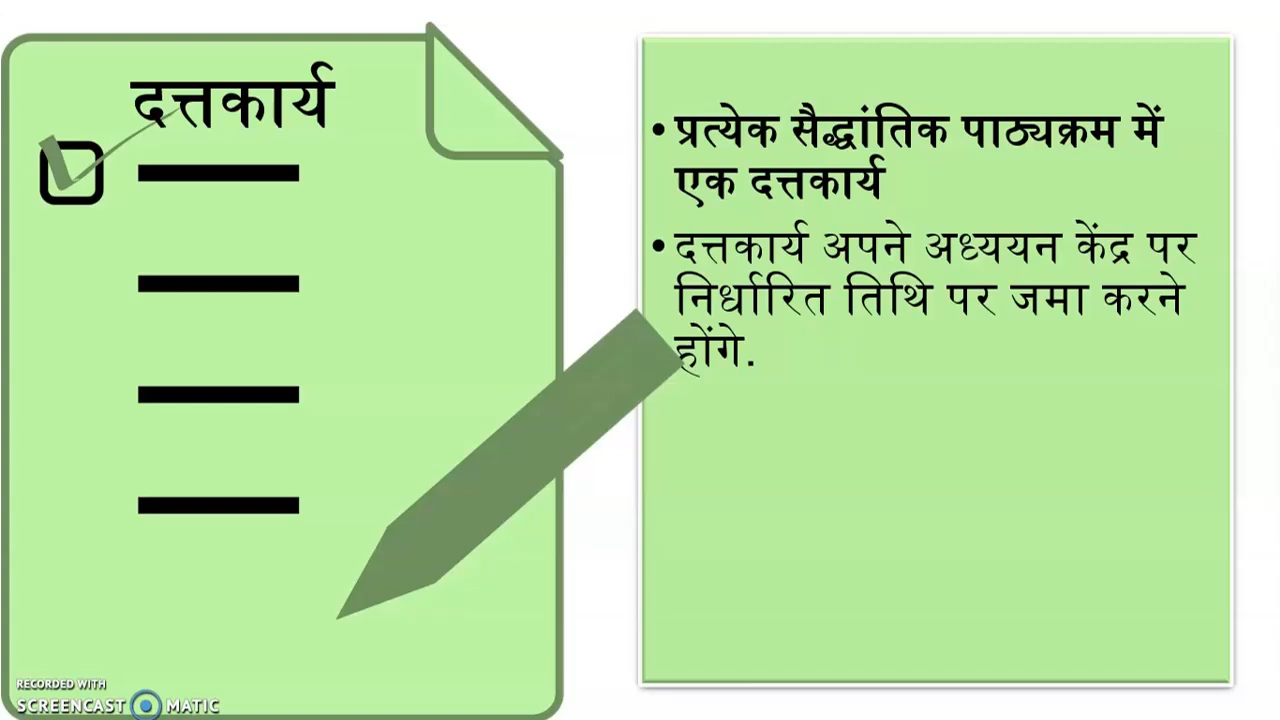 दत्तकार्य
•प्रत्येक सैद्धांतिक पाठ्यक्रम में
एक दत्तकार्य
•दत्तकार्य अपने अध्ययन केंद्र पर
निर्धारित तिथि पर जमा करने
होंगे.
RECORDED WITH
SCREENCAST MATIC